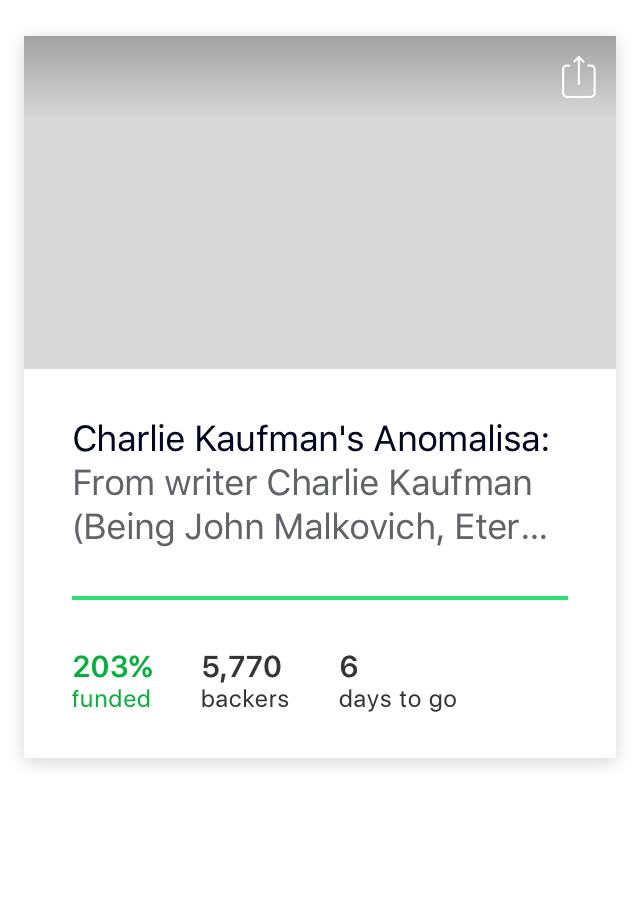 Charlie Kaufman's Anomalisa:
From writer Charlie Kaufman
(Being John Malkovich, Eter...
203% 5,770 6
funded backers days to go